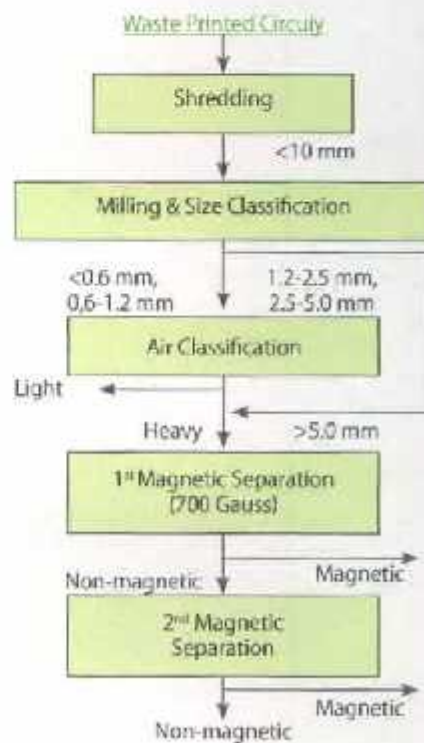 Waste Printed Circuiy
Shredding
<10 mm
Milling & Size Classification
<0.6 mm,
0,6-1.2 mm
1.2-2.5 mm,
2.5-5.0 mm
Air Classification
Light
Heavy
>5.0 mm
1st Magnetic Separation
(700 Gauss)
Non-magnetic
Magnetic
2nd Magnetic
Separation
Magnetic
Non-magnetic